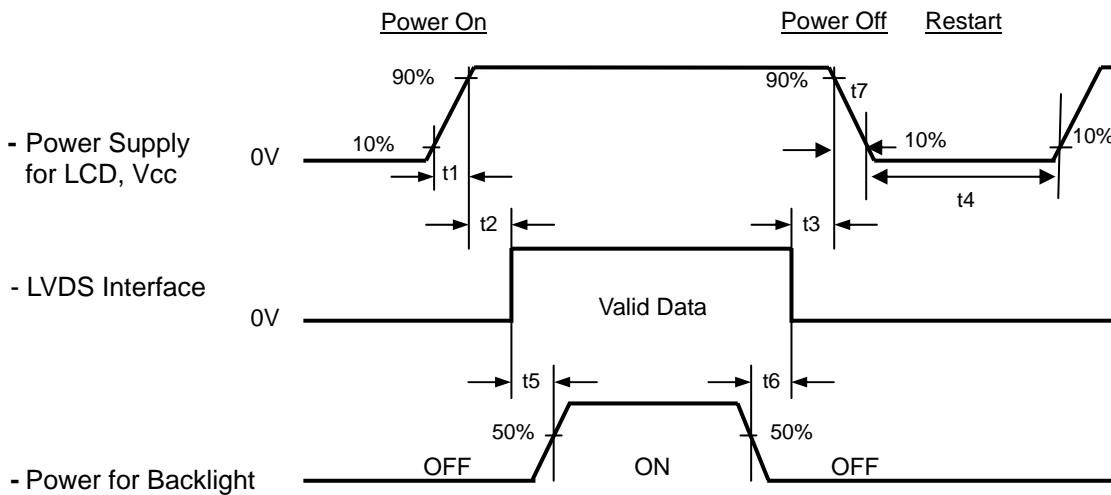 Power On
Power Off Restart
90%
90%
t7
- Power Supply
for LCD, Vcc
0V
10%
10%
10%
t1
t4
t2
t3
- LVDS Interface
0V
Valid Data
t5
t6
50%
50%
- Power for Backlight
OFF
ON
OFF